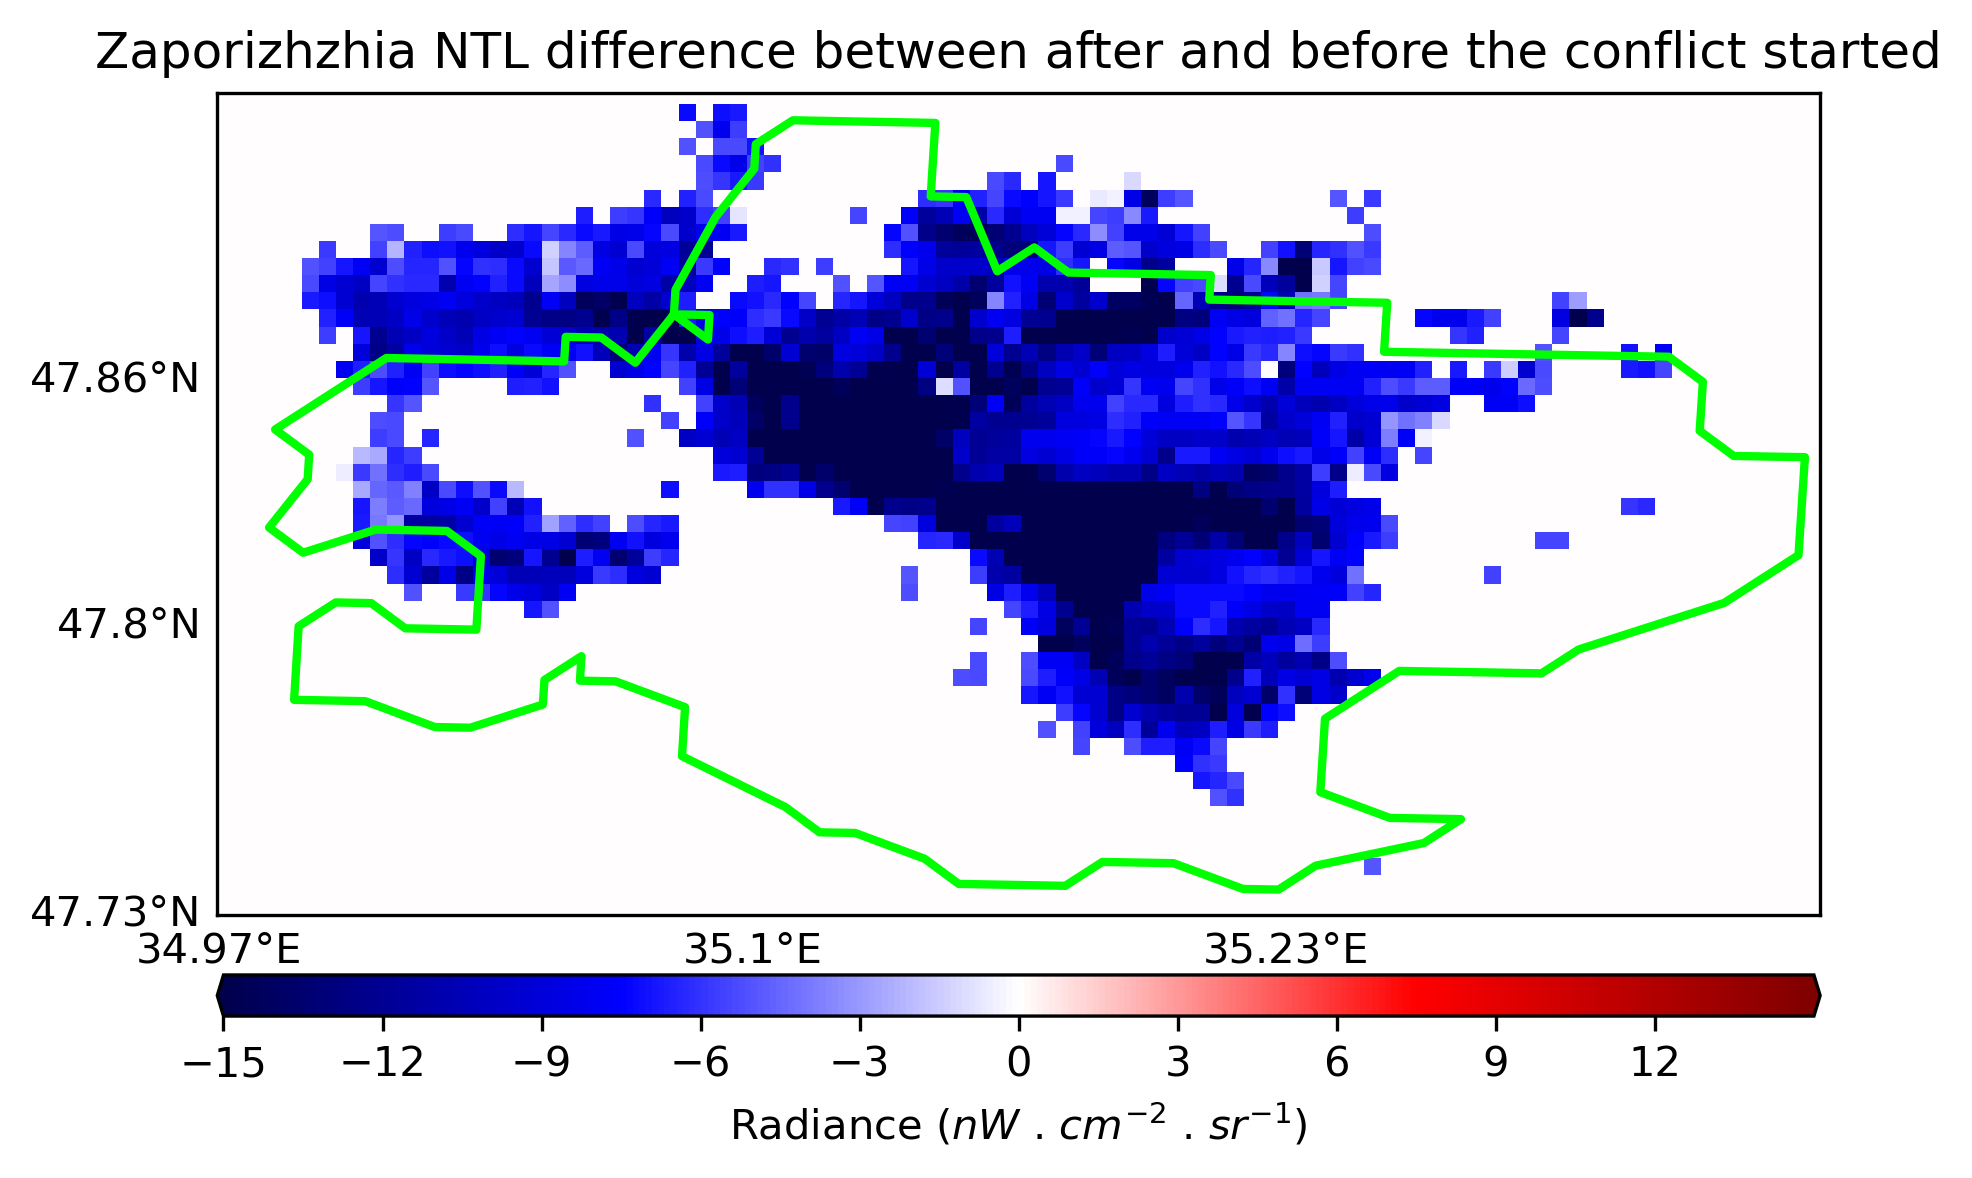 Zaporizhzhia NTL difference between after and before the conflict started
47.86°N
47.8°N
47.73°N
34.97°E 35.1°E 35.23°E
−15 −12 −9 −6 −3 0 3 6 9 12
Radiance (nW . cm⁻² . sr⁻¹)